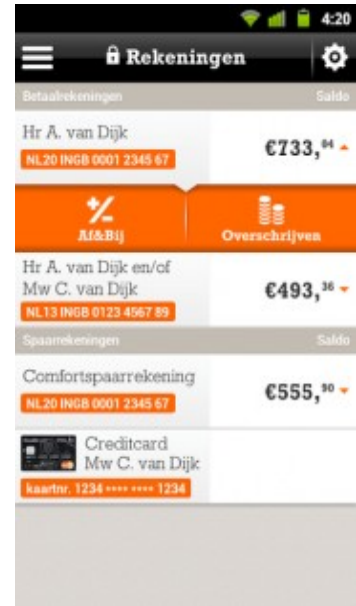 4:20
Rekeningen
Betaalrekeningen Saldo
Hr A. van Dijk
NL20 INGB 0001 2345 67
€733,04
Af&Bij Overschrijven
Hr A. van Dijk en/of
Mw C. van Dijk
NL13 INGB 0123 4567 89
€493,36
Spaarrekeningen Saldo
Comfortspaarrekening
NL20 INGB 0001 2345 67
€555,90
Creditcard
Mw C. van Dijk
kaartnr. 1234 •••• •••• 1234